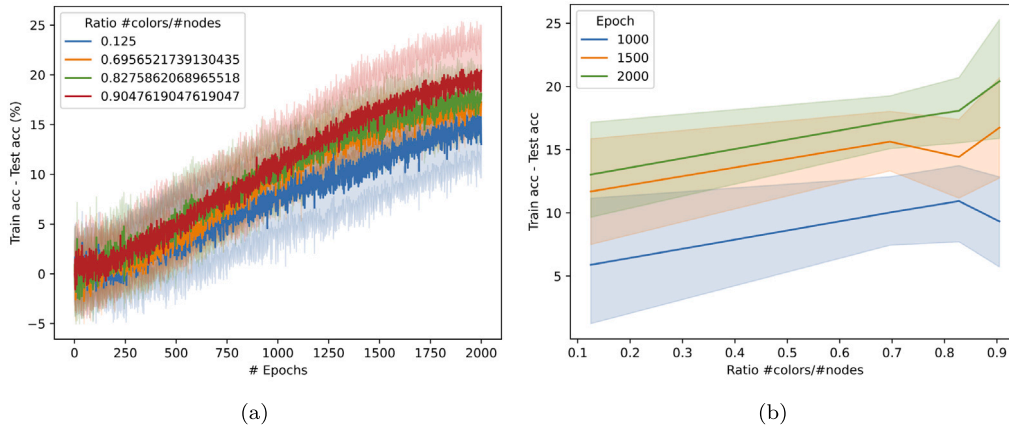 Train acc - Test acc (%)
25
20
15
10
5
0
−5
Ratio #colors/#nodes
0.125
0.6956521739130435
0.8275862068965518
0.9047619047619047
0 250 500 750 1000 1250 1500 1750 2000
# Epochs
(a)
Train acc - Test acc
25
20
15
10
5
Epoch
1000
1500
2000
0.1 0.2 0.3 0.4 0.5 0.6 0.7 0.8 0.9
Ratio #colors/#nodes
(b)